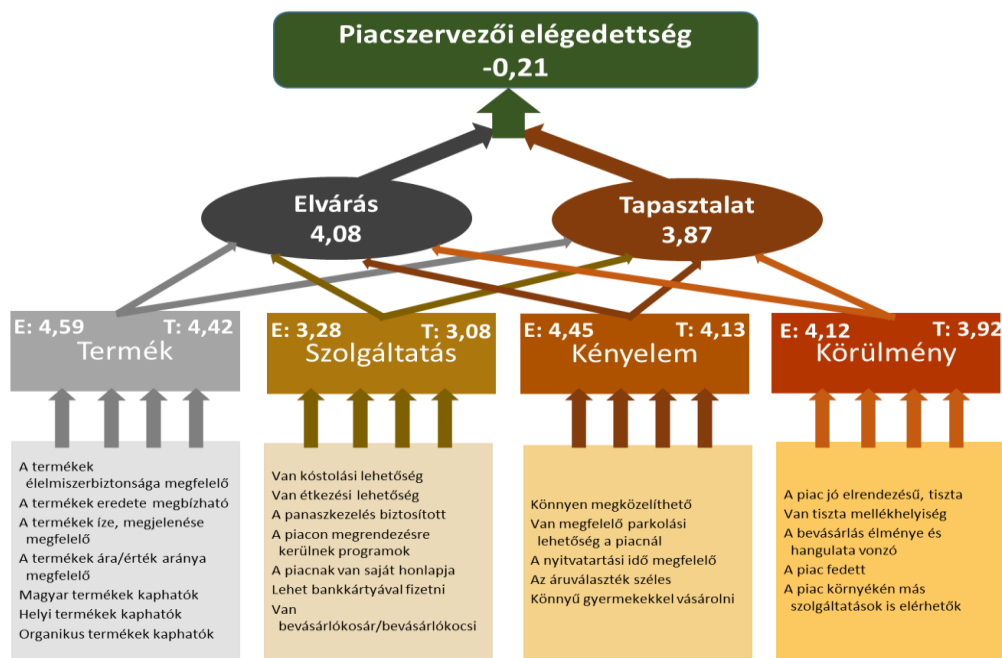 Piacszervezői elégedettség
-0,21
Elvárás
4,08
Tapasztalat
3,87
E: 4,59 T: 4,42
Termék
E: 3,28 T: 3,08
Szolgáltatás
E: 4,45 T: 4,13
Kényelem
E: 4,12 T: 3,92
Körülmény
A termékek
élelmiszerbiztonsága megfelelő
A termékek eredete megbízható
A termékek íze, megjelenése
megfelelő
A termékek ára/érték aránya
megfelelő
Magyar termékek kaphatók
Helyi termékek kaphatók
Organikus termékek kaphatók
Van kóstolási lehetőség
Van étkezési lehetőség
A panaszkezelés biztosított
A piacon megrendezésre
kerülnek programok
A piacnak van saját honlapja
Lehet bankkártyával fizetni
Van
bevásárlókosár/bevásárlókocsi
Könnyen megközelíthető
Van megfelelő parkolási
lehetőség a piacnál
A nyitvatartási idő megfelelő
Az áruválaszték széles
Könnyű gyermekekkel vásárolni
A piac jó elrendezésű, tiszta
Van tiszta mellékhelyiség
A bevásárlás élménye és
hangulata vonzó
A piac fedett
A piac környékén más
szolgáltatások is elérhetők